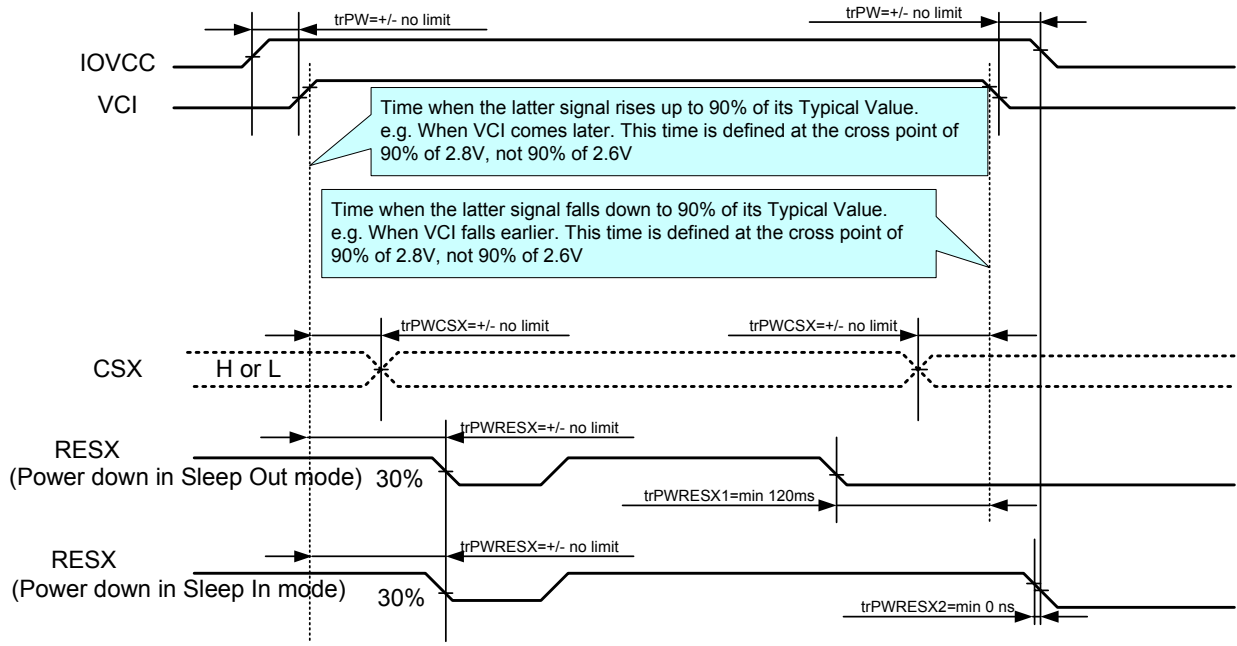 trPW=+/- no limit
trPW=+/- no limit
IOVCC
VCI
Time when the latter signal rises up to 90% of its Typical Value.
e.g. When VCI comes later. This time is defined at the cross point of
90% of 2.8V, not 90% of 2.6V
Time when the latter signal falls down to 90% of its Typical Value.
e.g. When VCI falls earlier. This time is defined at the cross point of
90% of 2.8V, not 90% of 2.6V
trPWCSX=+/- no limit
trPWCSX=+/- no limit
CSX
H or L
trPWRESX=+/- no limit
RESX
(Power down in Sleep Out mode)
30%
trPWRESX1=min 120ms
trPWRESX=+/- no limit
RESX
(Power down in Sleep In mode)
30%
trPWRESX2=min 0 ns